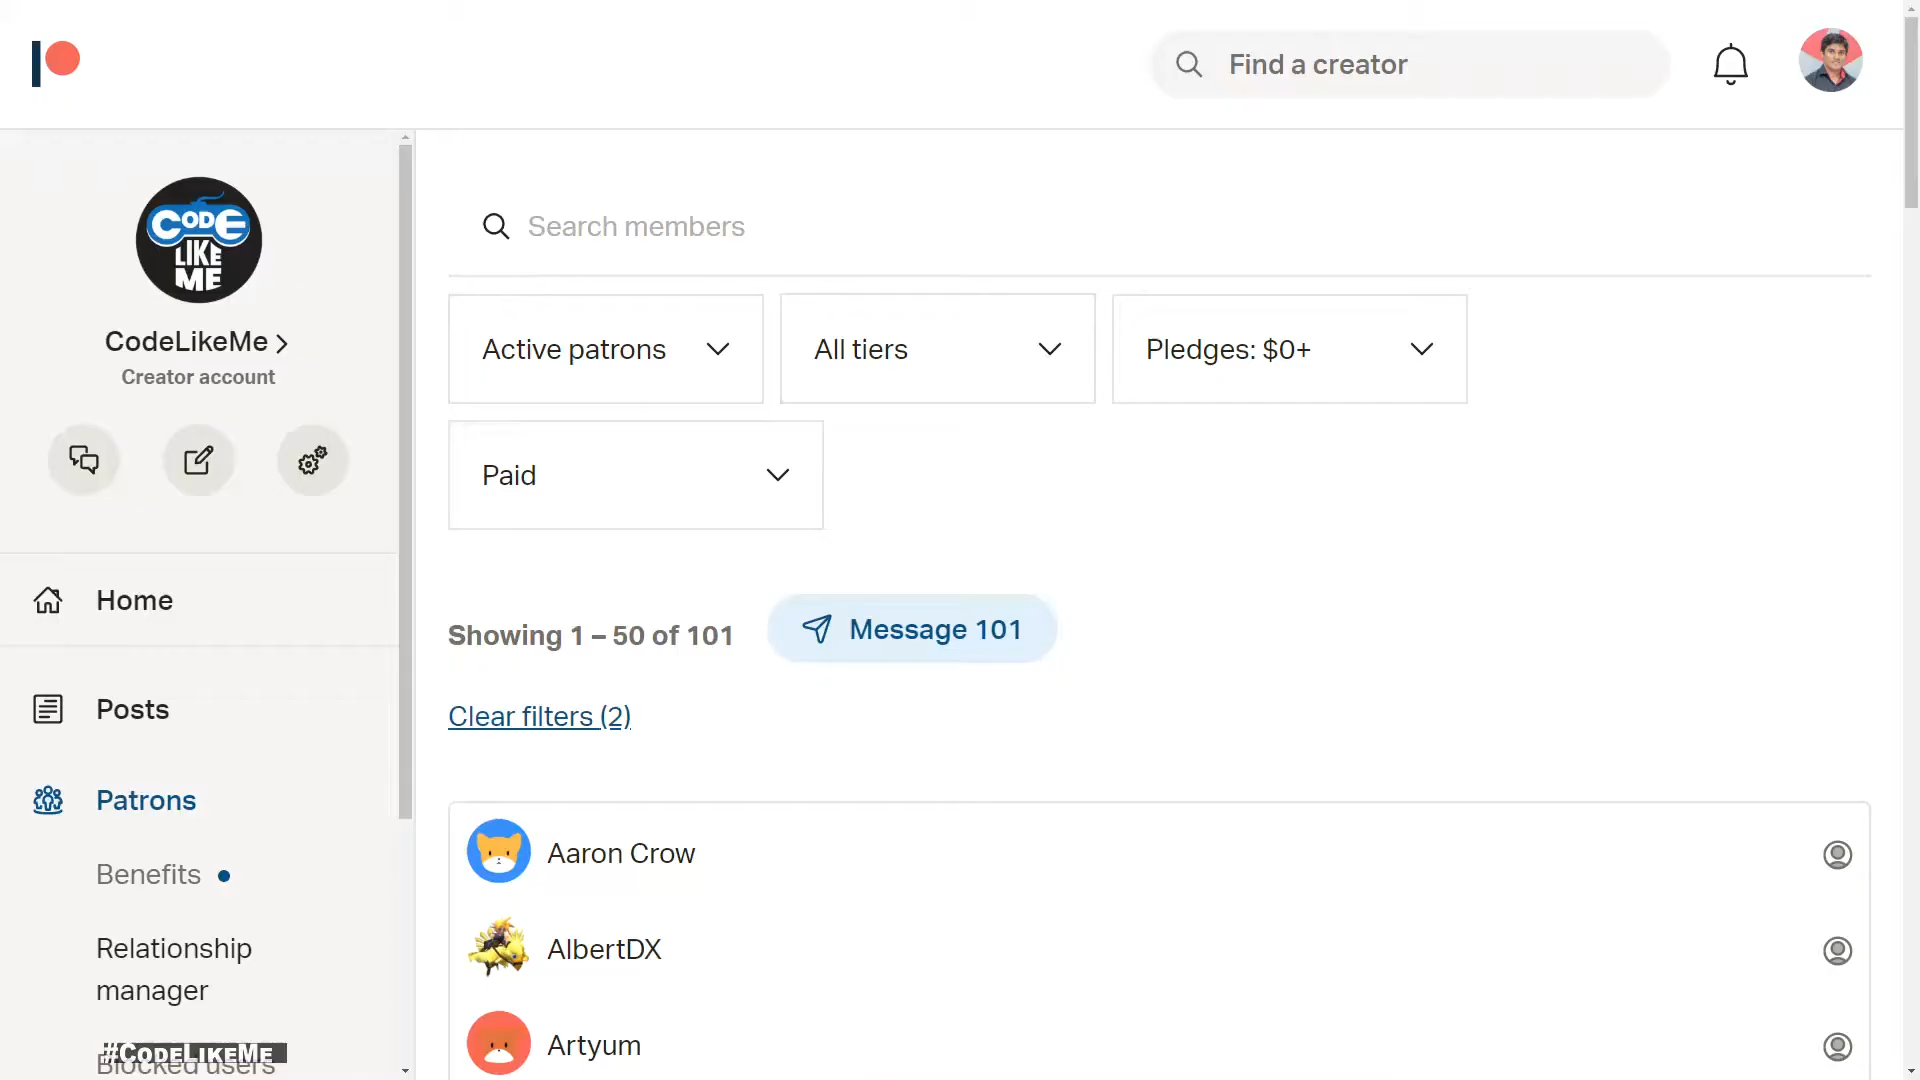 Find a creator
CODE
LIKE
ME
CodeLikeMe
Creator account
Home
Posts
Patrons
Benefits
Relationship
manager
Blocked users
#CODELIKEME
Search members
Active patrons
All tiers
Pledges: $0+
Paid
Showing 1 – 50 of 101
Message 101
Clear filters (2)
Aaron Crow
AlbertDX
Artyum